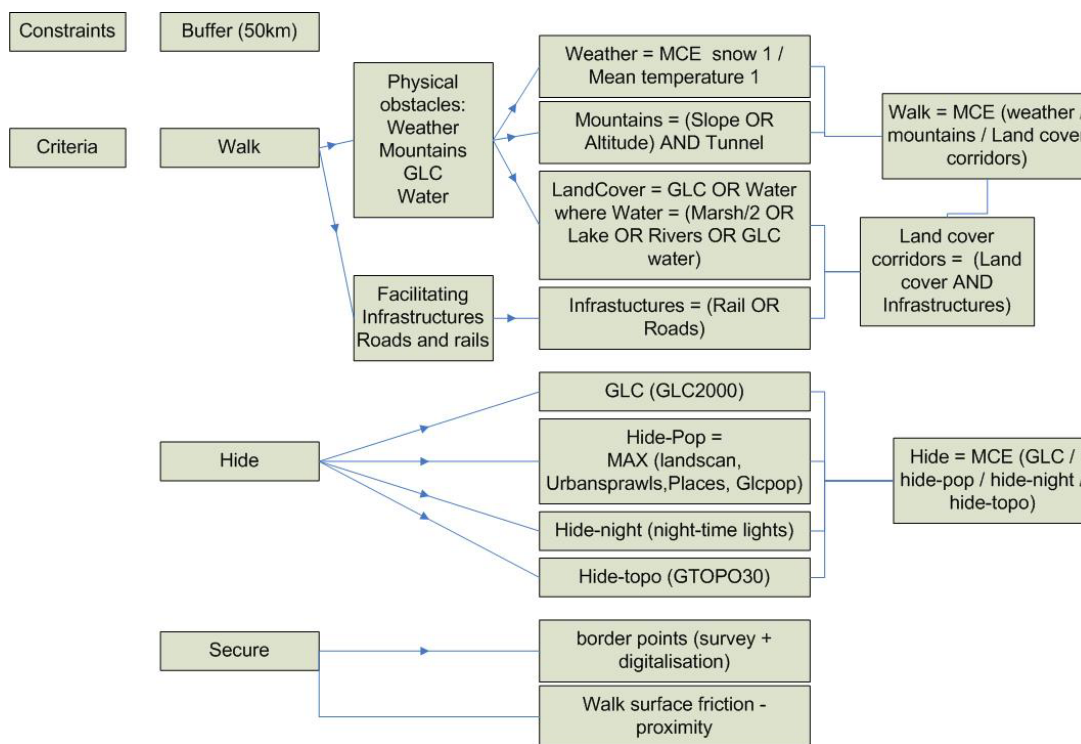 Constraints
Buffer (50km)
Criteria
Walk
Physical
obstacles:
Weather
Mountains
GLC
Water
Facilitating
Infrastructures
Roads and rails
Weather = MCE  snow 1 /
Mean temperature 1
Mountains = (Slope OR
Altitude) AND Tunnel
LandCover = GLC OR Water
where Water = (Marsh/2 OR
Lake OR Rivers OR GLC
water)
Infrastuctures = (Rail OR
Roads)
Walk = MCE (weather /
mountains / Land cover
corridors)
Land cover
corridors =  (Land
cover AND
Infrastructures)
Hide
GLC (GLC2000)
Hide-Pop =
MAX (landscan,
Urbansprawls,Places, Glcpop)
Hide-night (night-time lights)
Hide-topo (GTOPO30)
Hide = MCE (GLC /
hide-pop / hide-night /
hide-topo)
Secure
border points (survey +
digitalisation)
Walk surface friction -
proximity